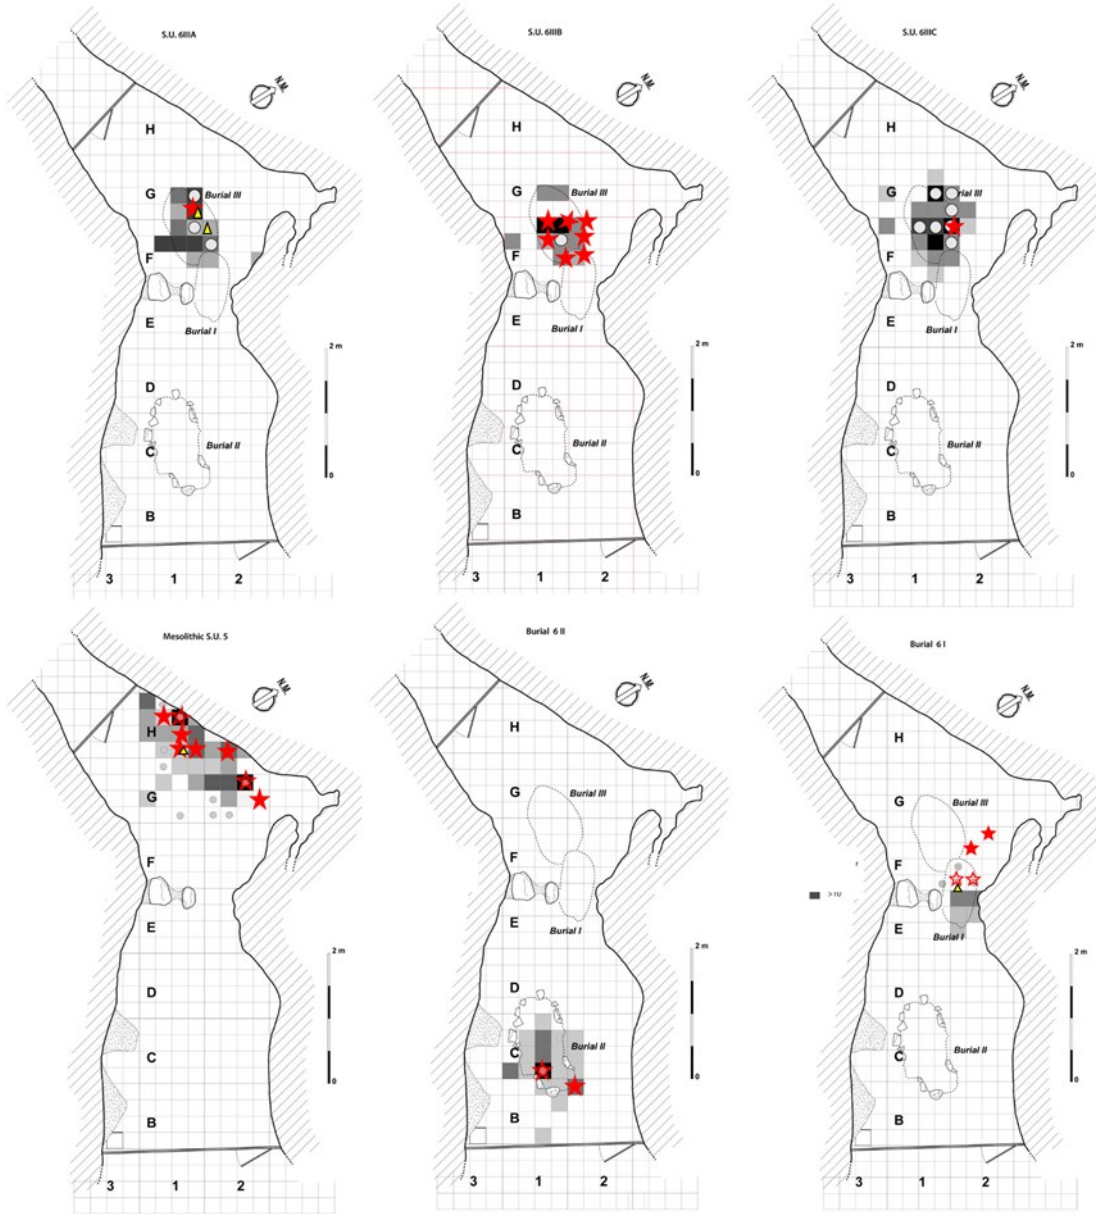 S.U. 6IIIA
N.M.
H
G
Burial III
F
E
Burial I
2 m
D
C
Burial II
B
0
3 1 2
S.U. 6IIIB
N.M.
H
G
Burial III
F
E
Burial I
2 m
D
C
Burial II
B
0
3 1 2
S.U. 6IIIC
N.M.
H
G
rial III
F
E
Burial I
2 m
D
C
Burial II
B
0
3 1 2
Mesolithic S.U. 5
N.M.
H
G
F
E
2 m
D
C
B
0
3 1 2
Burial 6 II
N.M.
H
G
Burial III
F
E
Burial I
2 m
D
C
Burial II
B
0
3 1 2
Burial 6 I
N.M.
H
G
Burial III
F
E
Burial I
2 m
D
C
Burial II
B
0
3 1 2